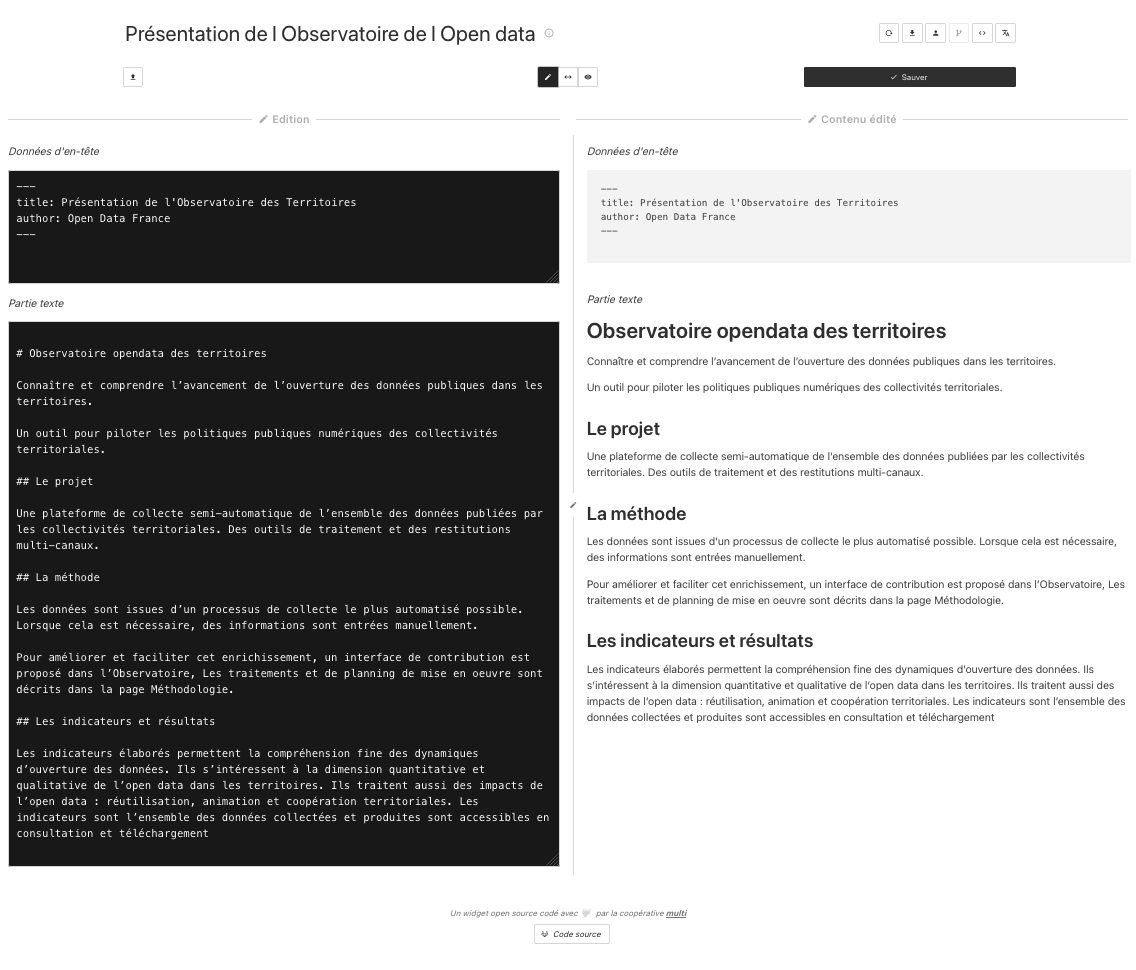 Présentation de l Observatoire de l Open data
Sauver
Edition
Contenu édité
Données d'en-tête
---
title: Présentation de l'Observatoire des Territoires
author: Open Data France
---
Partie texte
# Observatoire opendata des territoires
Connaître et comprendre l’avancement de l’ouverture des données publiques dans les
territoires.
Un outil pour piloter les politiques publiques numériques des collectivités
territoriales.
## Le projet
Une plateforme de collecte semi-automatique de l’ensemble des données publiées par
les collectivités territoriales. Des outils de traitement et des restitutions
multi-canaux.
## La méthode
Les données sont issues d’un processus de collecte le plus automatisé possible.
Lorsque cela est nécessaire, des informations sont entrées manuellement.
Pour améliorer et faciliter cet enrichissement, un interface de contribution est
proposé dans l’Observatoire, Les traitements et de planning de mise en oeuvre sont
décrits dans la page Méthodologie.
## Les indicateurs et résultats
Les indicateurs élaborés permettent la compréhension fine des dynamiques
d’ouverture des données. Ils s’intéressent à la dimension quantitative et
qualitative de l’open data dans les territoires. Ils traitent aussi des impacts de
l’open data : réutilisation, animation et coopération territoriales. Les
indicateurs sont l’ensemble des données collectées et produites sont accessibles en
consultation et téléchargement
Données d'en-tête
---
title: Présentation de l'Observatoire des Territoires
author: Open Data France
---
Partie texte
Observatoire opendata des territoires
Connaître et comprendre l’avancement de l’ouverture des données publiques dans les territoires.
Un outil pour piloter les politiques publiques numériques des collectivités territoriales.
Le projet
Une plateforme de collecte semi-automatique de l’ensemble des données publiées par les collectivités
territoriales. Des outils de traitement et des restitutions multi-canaux.
La méthode
Les données sont issues d’un processus de collecte le plus automatisé possible. Lorsque cela est nécessaire,
des informations sont entrées manuellement.
Pour améliorer et faciliter cet enrichissement, un interface de contribution est proposé dans l’Observatoire, Les
traitements et de planning de mise en oeuvre sont décrits dans la page Méthodologie.
Les indicateurs et résultats
Les indicateurs élaborés permettent la compréhension fine des dynamiques d’ouverture des données. Ils
s’intéressent à la dimension quantitative et qualitative de l’open data dans les territoires. Ils traitent aussi des
impacts de l’open data : réutilisation, animation et coopération territoriales. Les indicateurs sont l’ensemble des
données collectées et produites sont accessibles en consultation et téléchargement
Un widget open source codé avec 🤍 par la coopérative multi
Code source